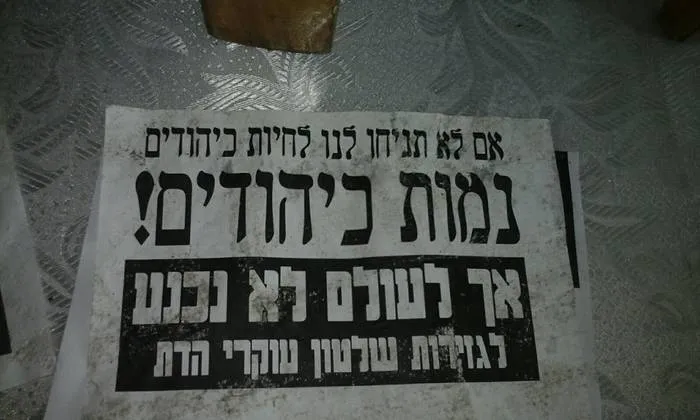 אם לא תניחו לנו לחיות כיהודים
נמות כיהודים!
אך לעולם לא נכנע
לגזירות שלטון עוקרי הדת